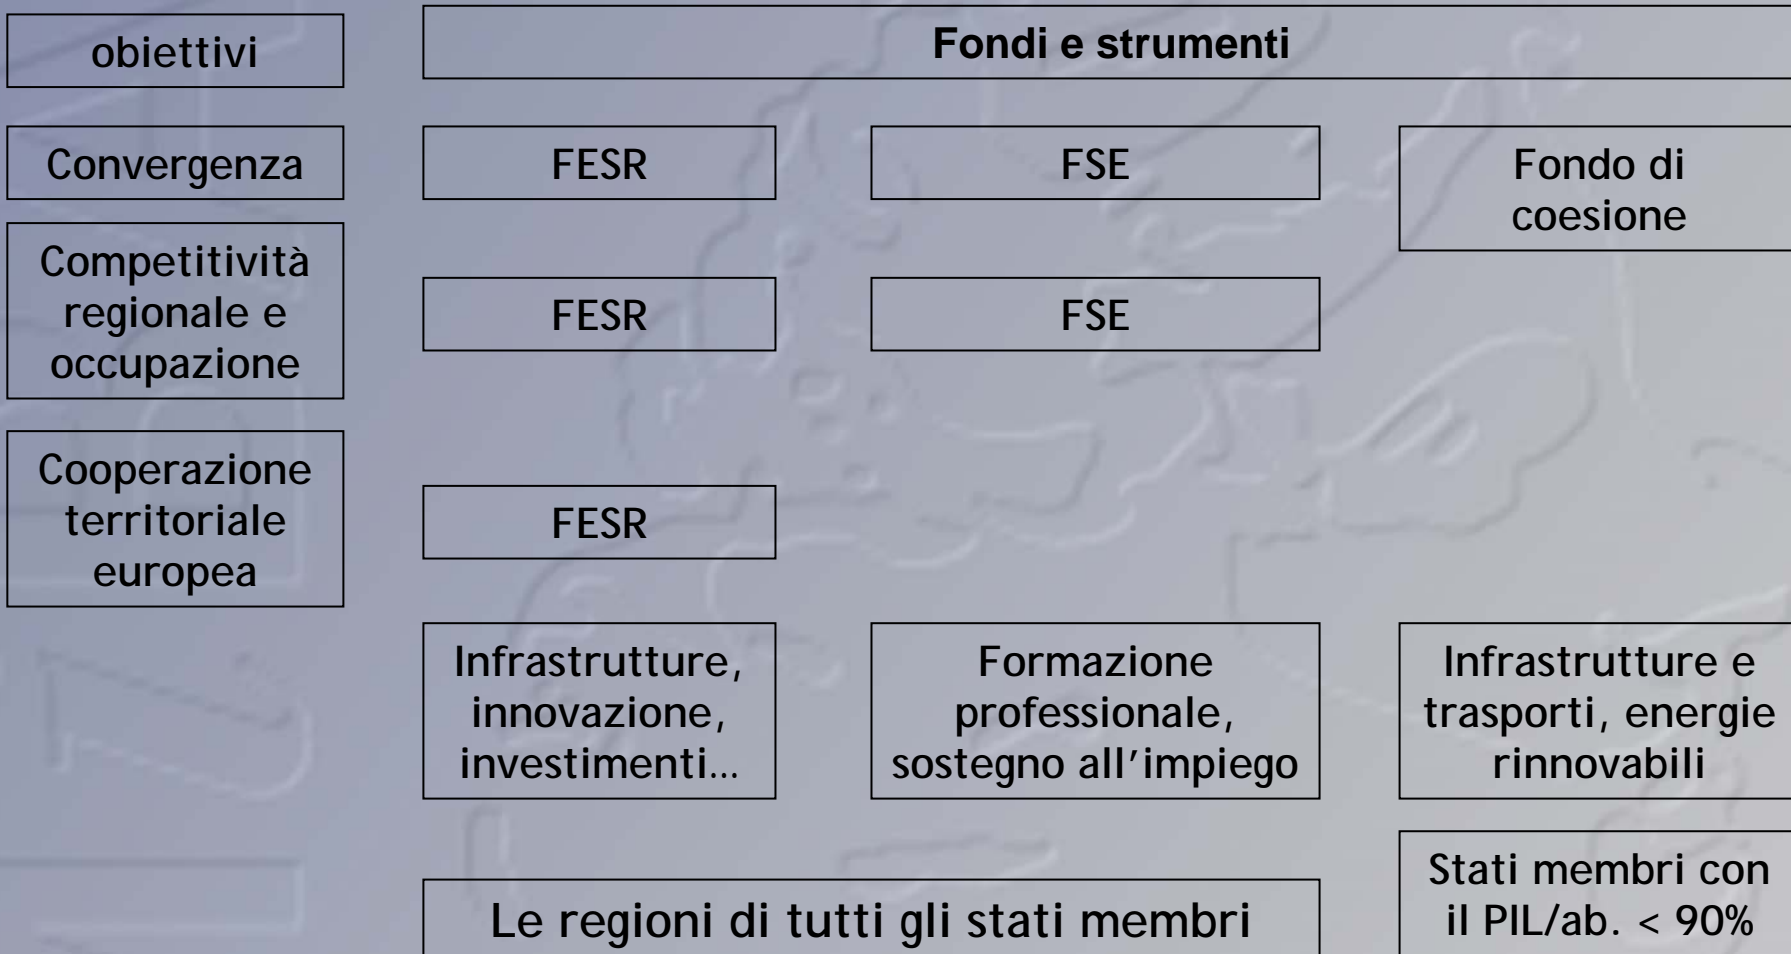 obiettivi
Fondi e strumenti
Convergenza
FESR
FSE
Fondo di
coesione
Competitività
regionale e
occupazione
FESR
FSE
Cooperazione
territoriale
europea
FESR
Infrastrutture,
innovazione,
investimenti…
Formazione
professionale,
sostegno all’impiego
Infrastrutture e
trasporti, energie
rinnovabili
Le regioni di tutti gli stati membri
Stati membri con
il PIL/ab. < 90%